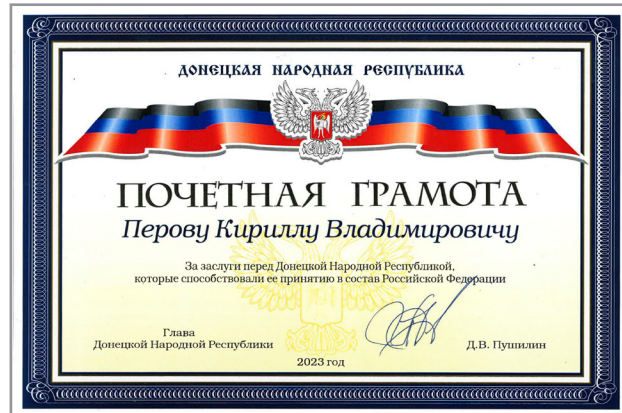 ДОНЕЦКАЯ НАРОДНАЯ РЕСПУБЛИКА
ПОЧЕТНАЯ ГРАМОТА
Перову Кириллу Владимировичу
За заслуги перед Донецкой Народной Республикой,
которые способствовали ее принятию в состав Российской Федерации
Глава
Донецкой Народной Республики
Д.В. Пушилин
2023 год